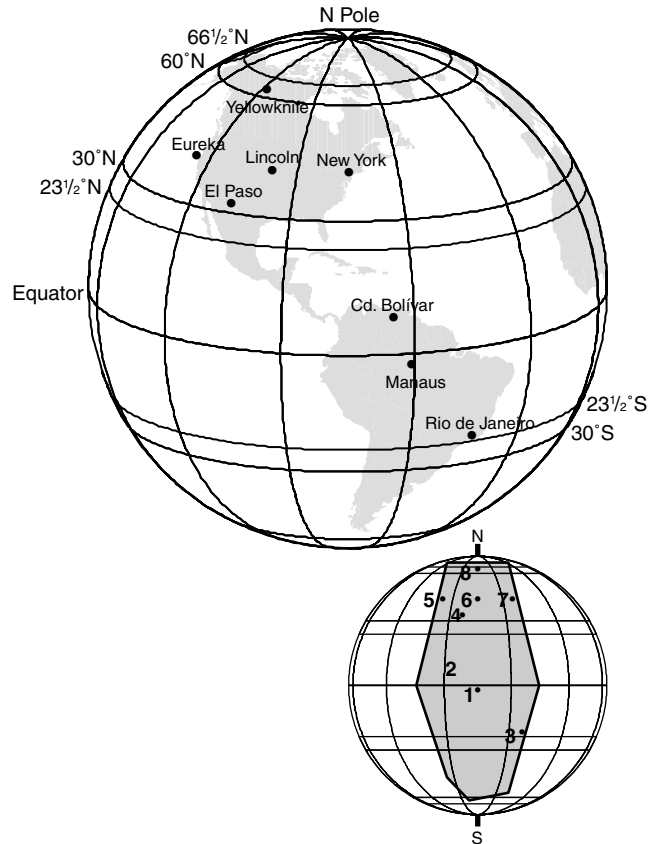 N Pole
66½˚N
60˚N
Yellowknife
Eureka
Lincoln
New York
30˚N
23½˚N
El Paso
Equator
Cd. Bolívar
Manaus
23½˚S
Rio de Janeiro
30˚S
N
8
5 6 7
4
2
1
3
S